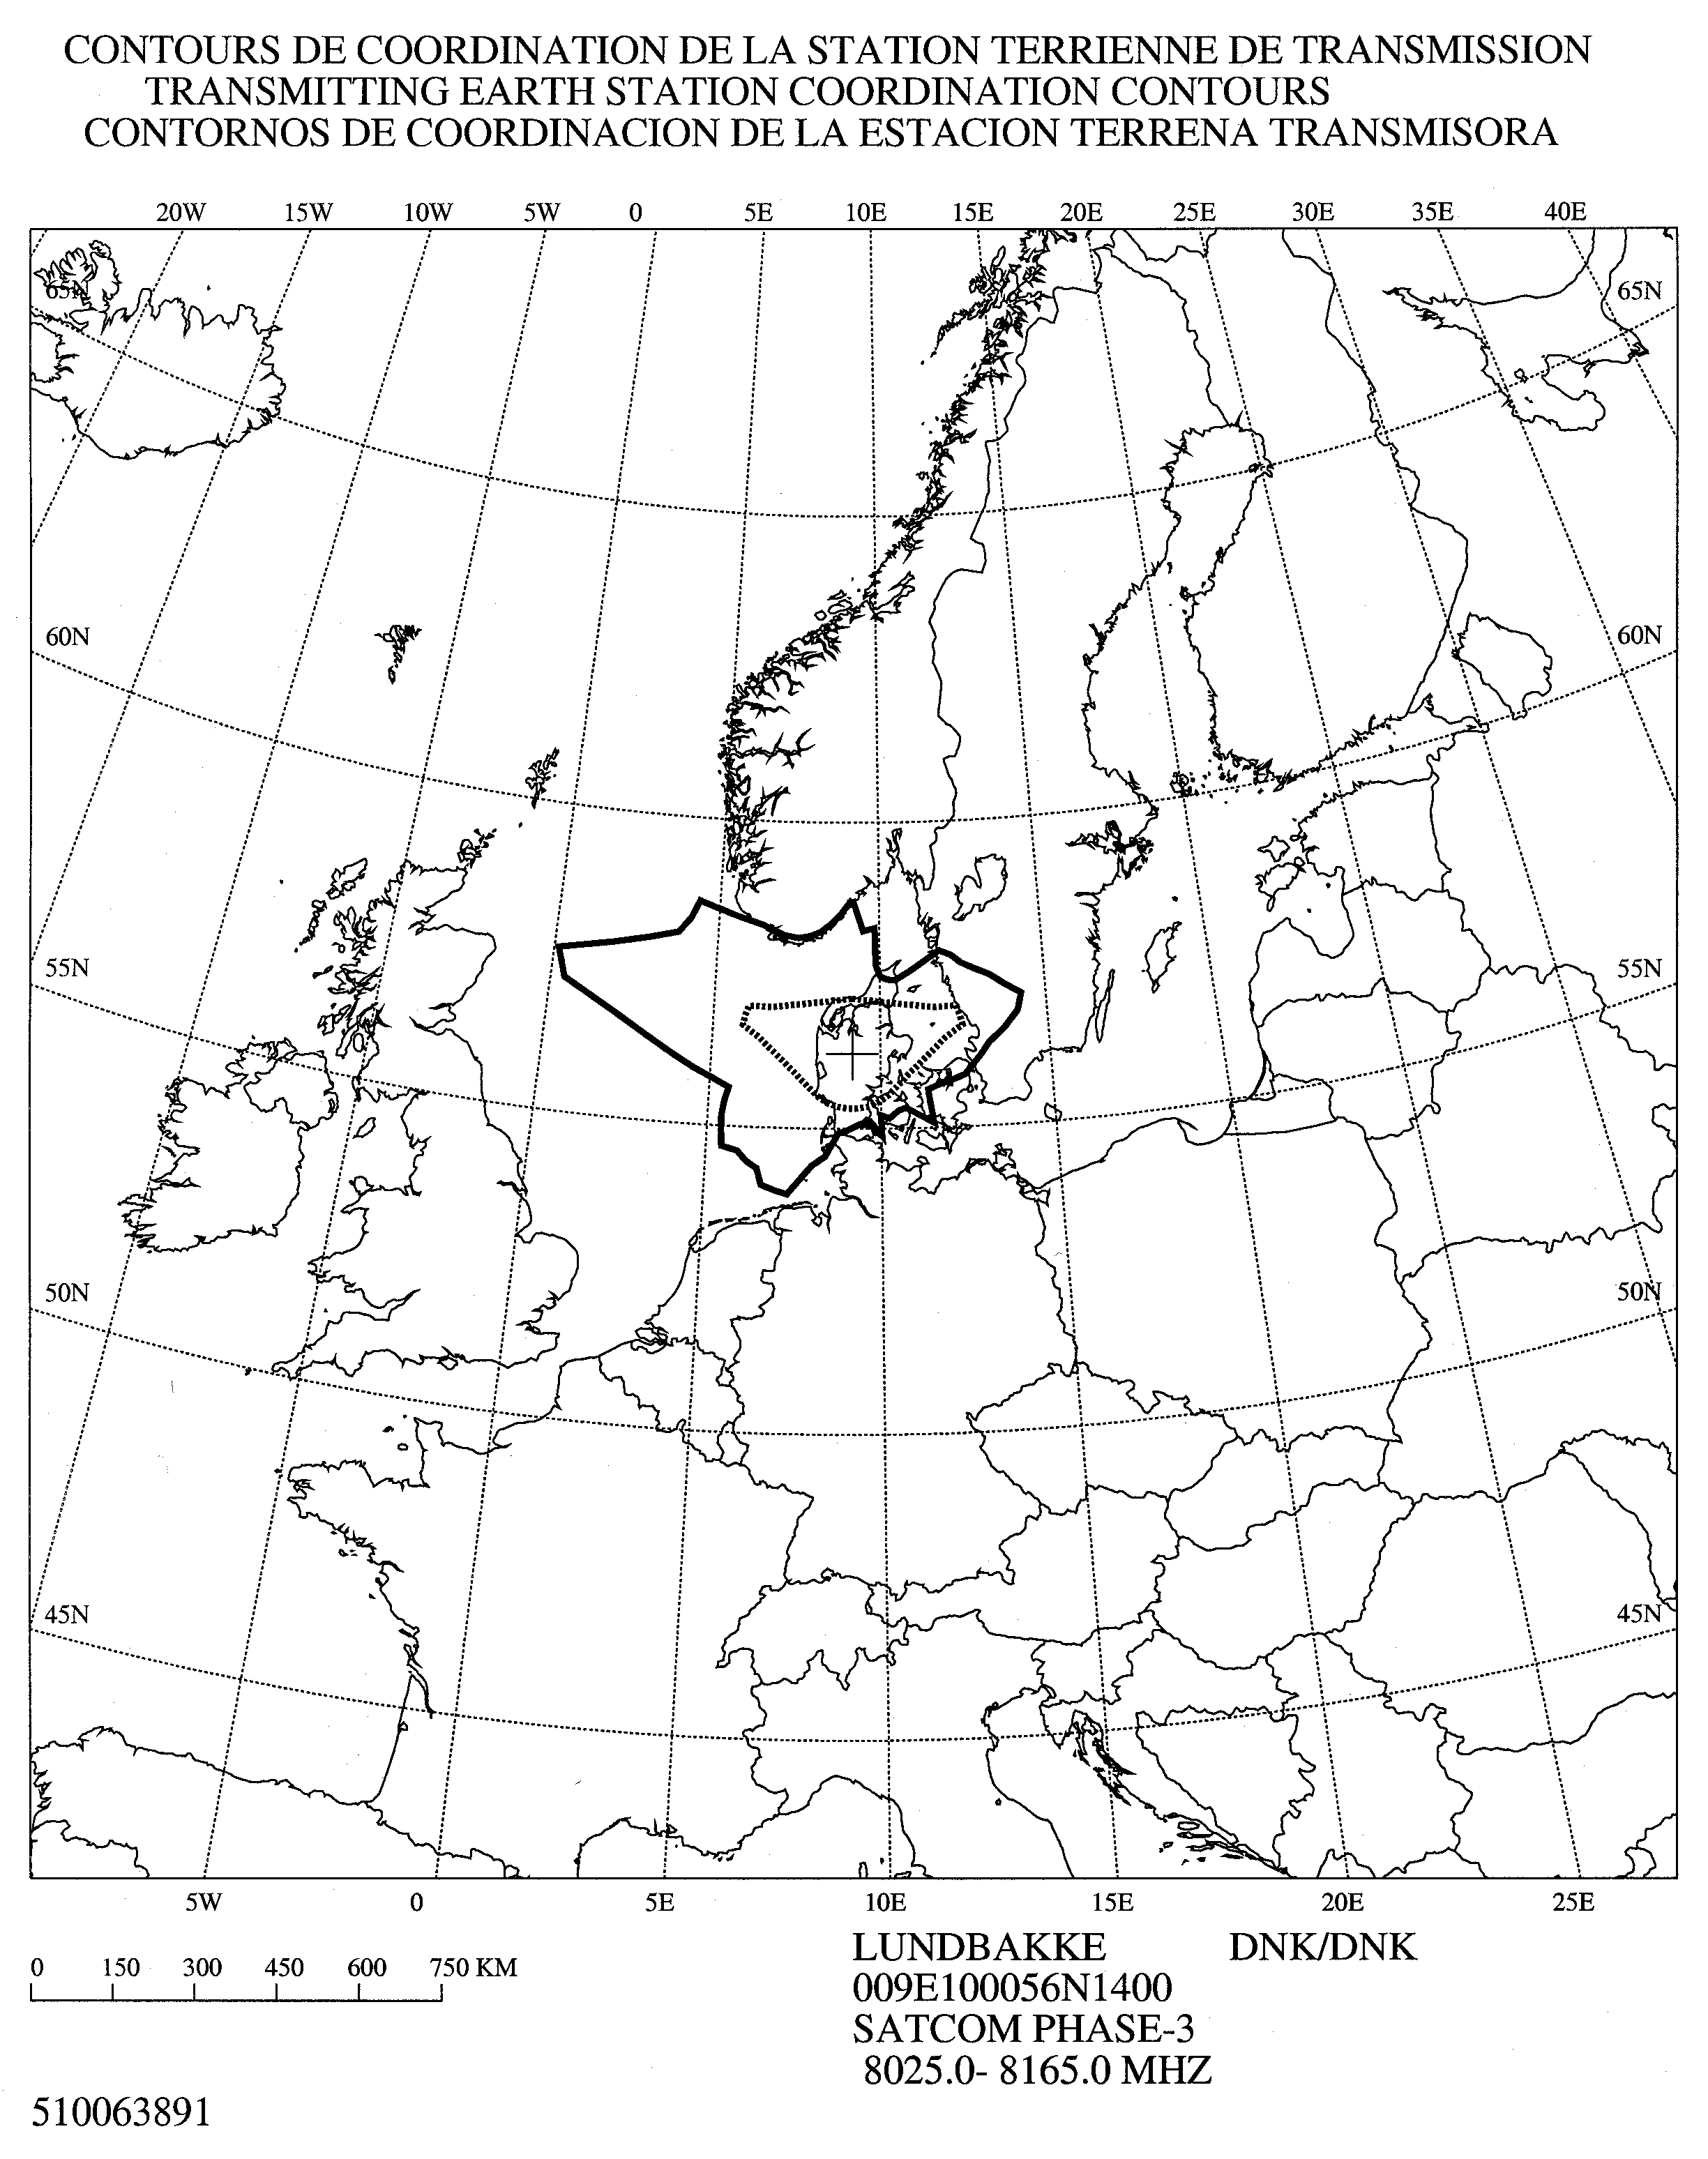 CONTOURS DE COORDINATION DE LA STATION TERRIENNE DE TRANSMISSION
TRANSMITTING EARTH STATION COORDINATION CONTOURS
CONTORNOS DE COORDINACION DE LA ESTACION TERRENA TRANSMISORA
20W 15W 10W 5W 0 5E 10E 15E 20E 25E 30E 35E 40E
65N 65N
60N 60N
55N 55N
50N 50N
45N 45N
5W 0 5E 10E 15E 20E 25E
0 150 300 450 600 750 KM
LUNDBAKKE DNK/DNK
009E100056N1400
SATCOM PHASE-3
8025.0- 8165.0 MHZ
510063891